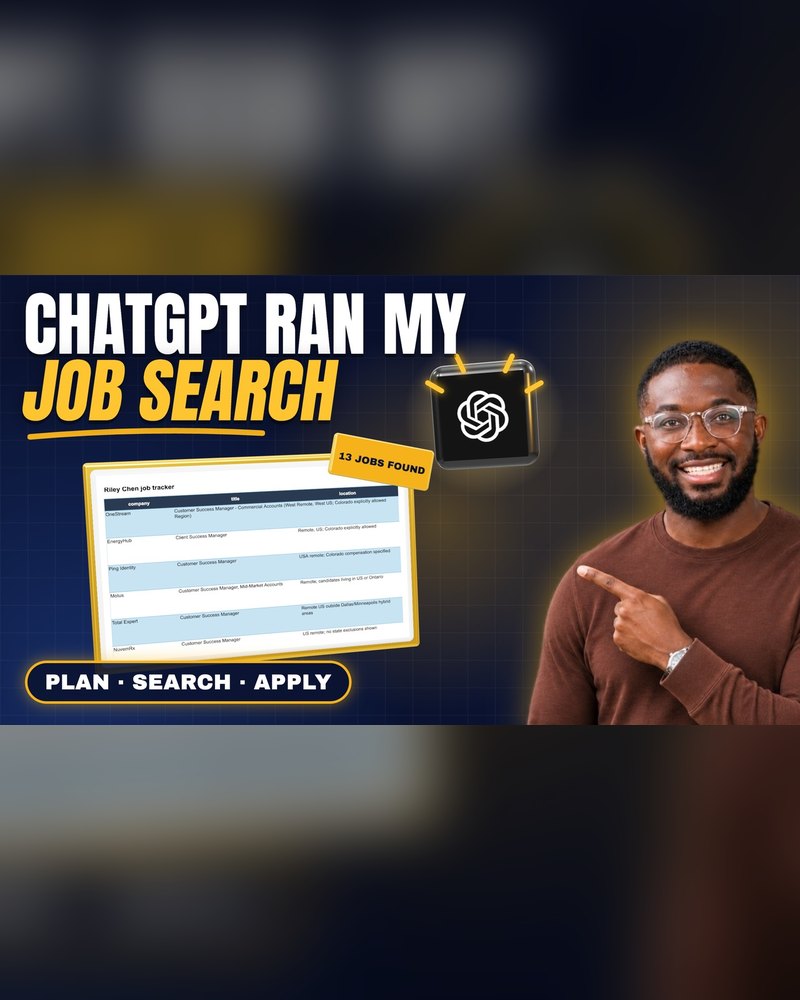 CHATGPT RAN MY
JOB SEARCH
13 JOBS FOUND
Riley Chen job tracker
company title location
OneStream Customer Success Manager - Commercial Accounts (West Region) Remote, West US; Colorado explicitly allowed
EnergyHub Client Success Manager Remote, US; Colorado explicitly allowed
Ping Identity Customer Success Manager USA remote; Colorado compensation specified
Motus Customer Success Manager, Mid-Market Accounts Remote; candidates living in US or Ontario
Total Expert Customer Success Manager Remote US outside Dallas/Minneapolis hybrid areas
NuvemRx Customer Success Manager US remote; no state exclusions shown
PLAN · SEARCH · APPLY